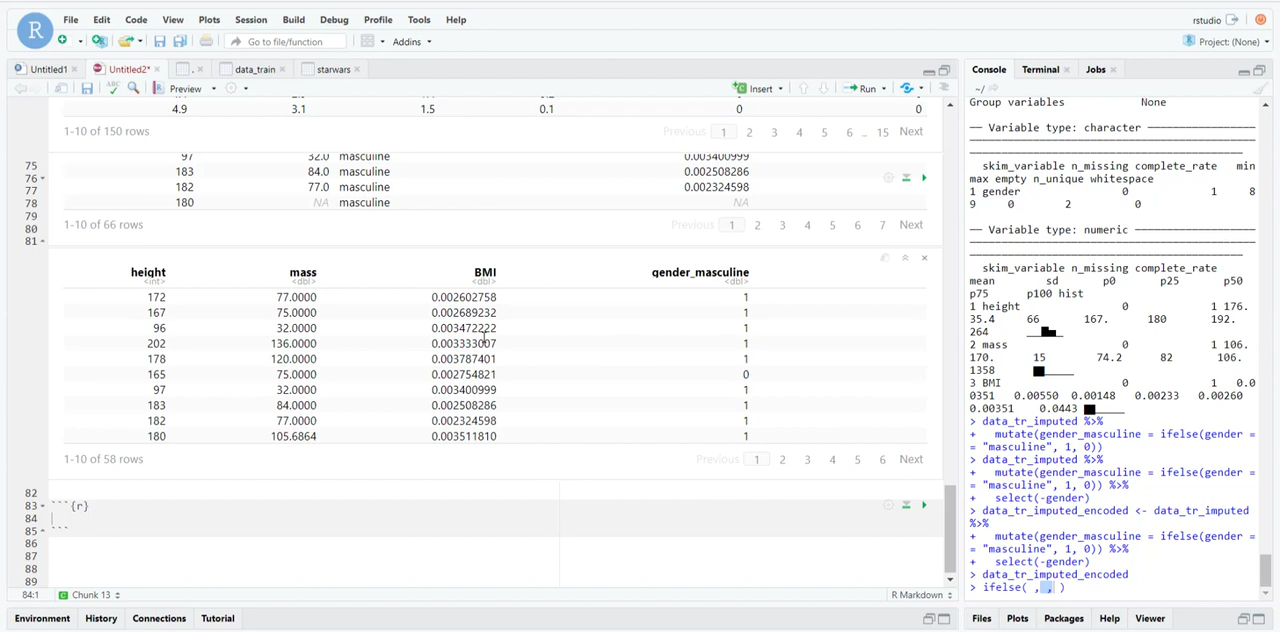 File Edit Code View Plots Session Build Debug Profile Tools Help
rstudio
Go to file/function Addins
Project: (None)
Untitled1 Untitled2* . data_train starwars
Console Terminal Jobs
Preview Insert Run
~/
4.9 3.1 1.5 0.1 0 0
1-10 of 150 rows
Previous 1 2 3 4 5 6 … 15 Next
97 32.0 masculine 0.003400999
75
183 84.0 masculine 0.002508286
76
182 77.0 masculine 0.002324598
77
180 NA masculine NA
78
79
1-10 of 66 rows
Previous 1 2 3 4 5 6 7 Next
80
81
height mass BMI gender_masculine
<int> <dbl> <dbl> <dbl>
172 77.0000 0.002602758 1
167 75.0000 0.002689232 1
96 32.0000 0.003472222 1
202 136.0000 0.003333007 1
178 120.0000 0.003787401 1
165 75.0000 0.002754821 0
97 32.0000 0.003400999 1
183 84.0000 0.002508286 1
182 77.0000 0.002324598 1
180 105.6864 0.003511810 1
1-10 of 58 rows
Previous 1 2 3 4 5 6 Next
82
83 ```{r}
84
85 ```
86
87
88
89
84:1 Chunk 13 R Markdown
Environment History Connections Tutorial
Group variables None
── Variable type: character ──
skim_variable n_missing complete_rate min
max empty n_unique whitespace
1 gender 0 1 8
9 0 2 0
── Variable type: numeric ──
skim_variable n_missing complete_rate
mean sd p0 p25 p50
p75 p100 hist
1 height 0 1 176.
35.4 66 167. 180 192.
264
2 mass 0 1 106.
170. 15 74.2 82 106.
1358
3 BMI 0 1 0.0
0351 0.00550 0.00148 0.00233 0.00260
0.00351 0.0443
> data_tr_imputed %>%
+ mutate(gender_masculine = ifelse(gender =
= "masculine", 1, 0))
> data_tr_imputed %>%
+ mutate(gender_masculine = ifelse(gender =
= "masculine", 1, 0)) %>%
+ select(-gender)
> data_tr_imputed_encoded <- data_tr_imputed
%>%
+ mutate(gender_masculine = ifelse(gender =
= "masculine", 1, 0)) %>%
+ select(-gender)
> data_tr_imputed_encoded
> ifelse( , , )
Files Plots Packages Help Viewer